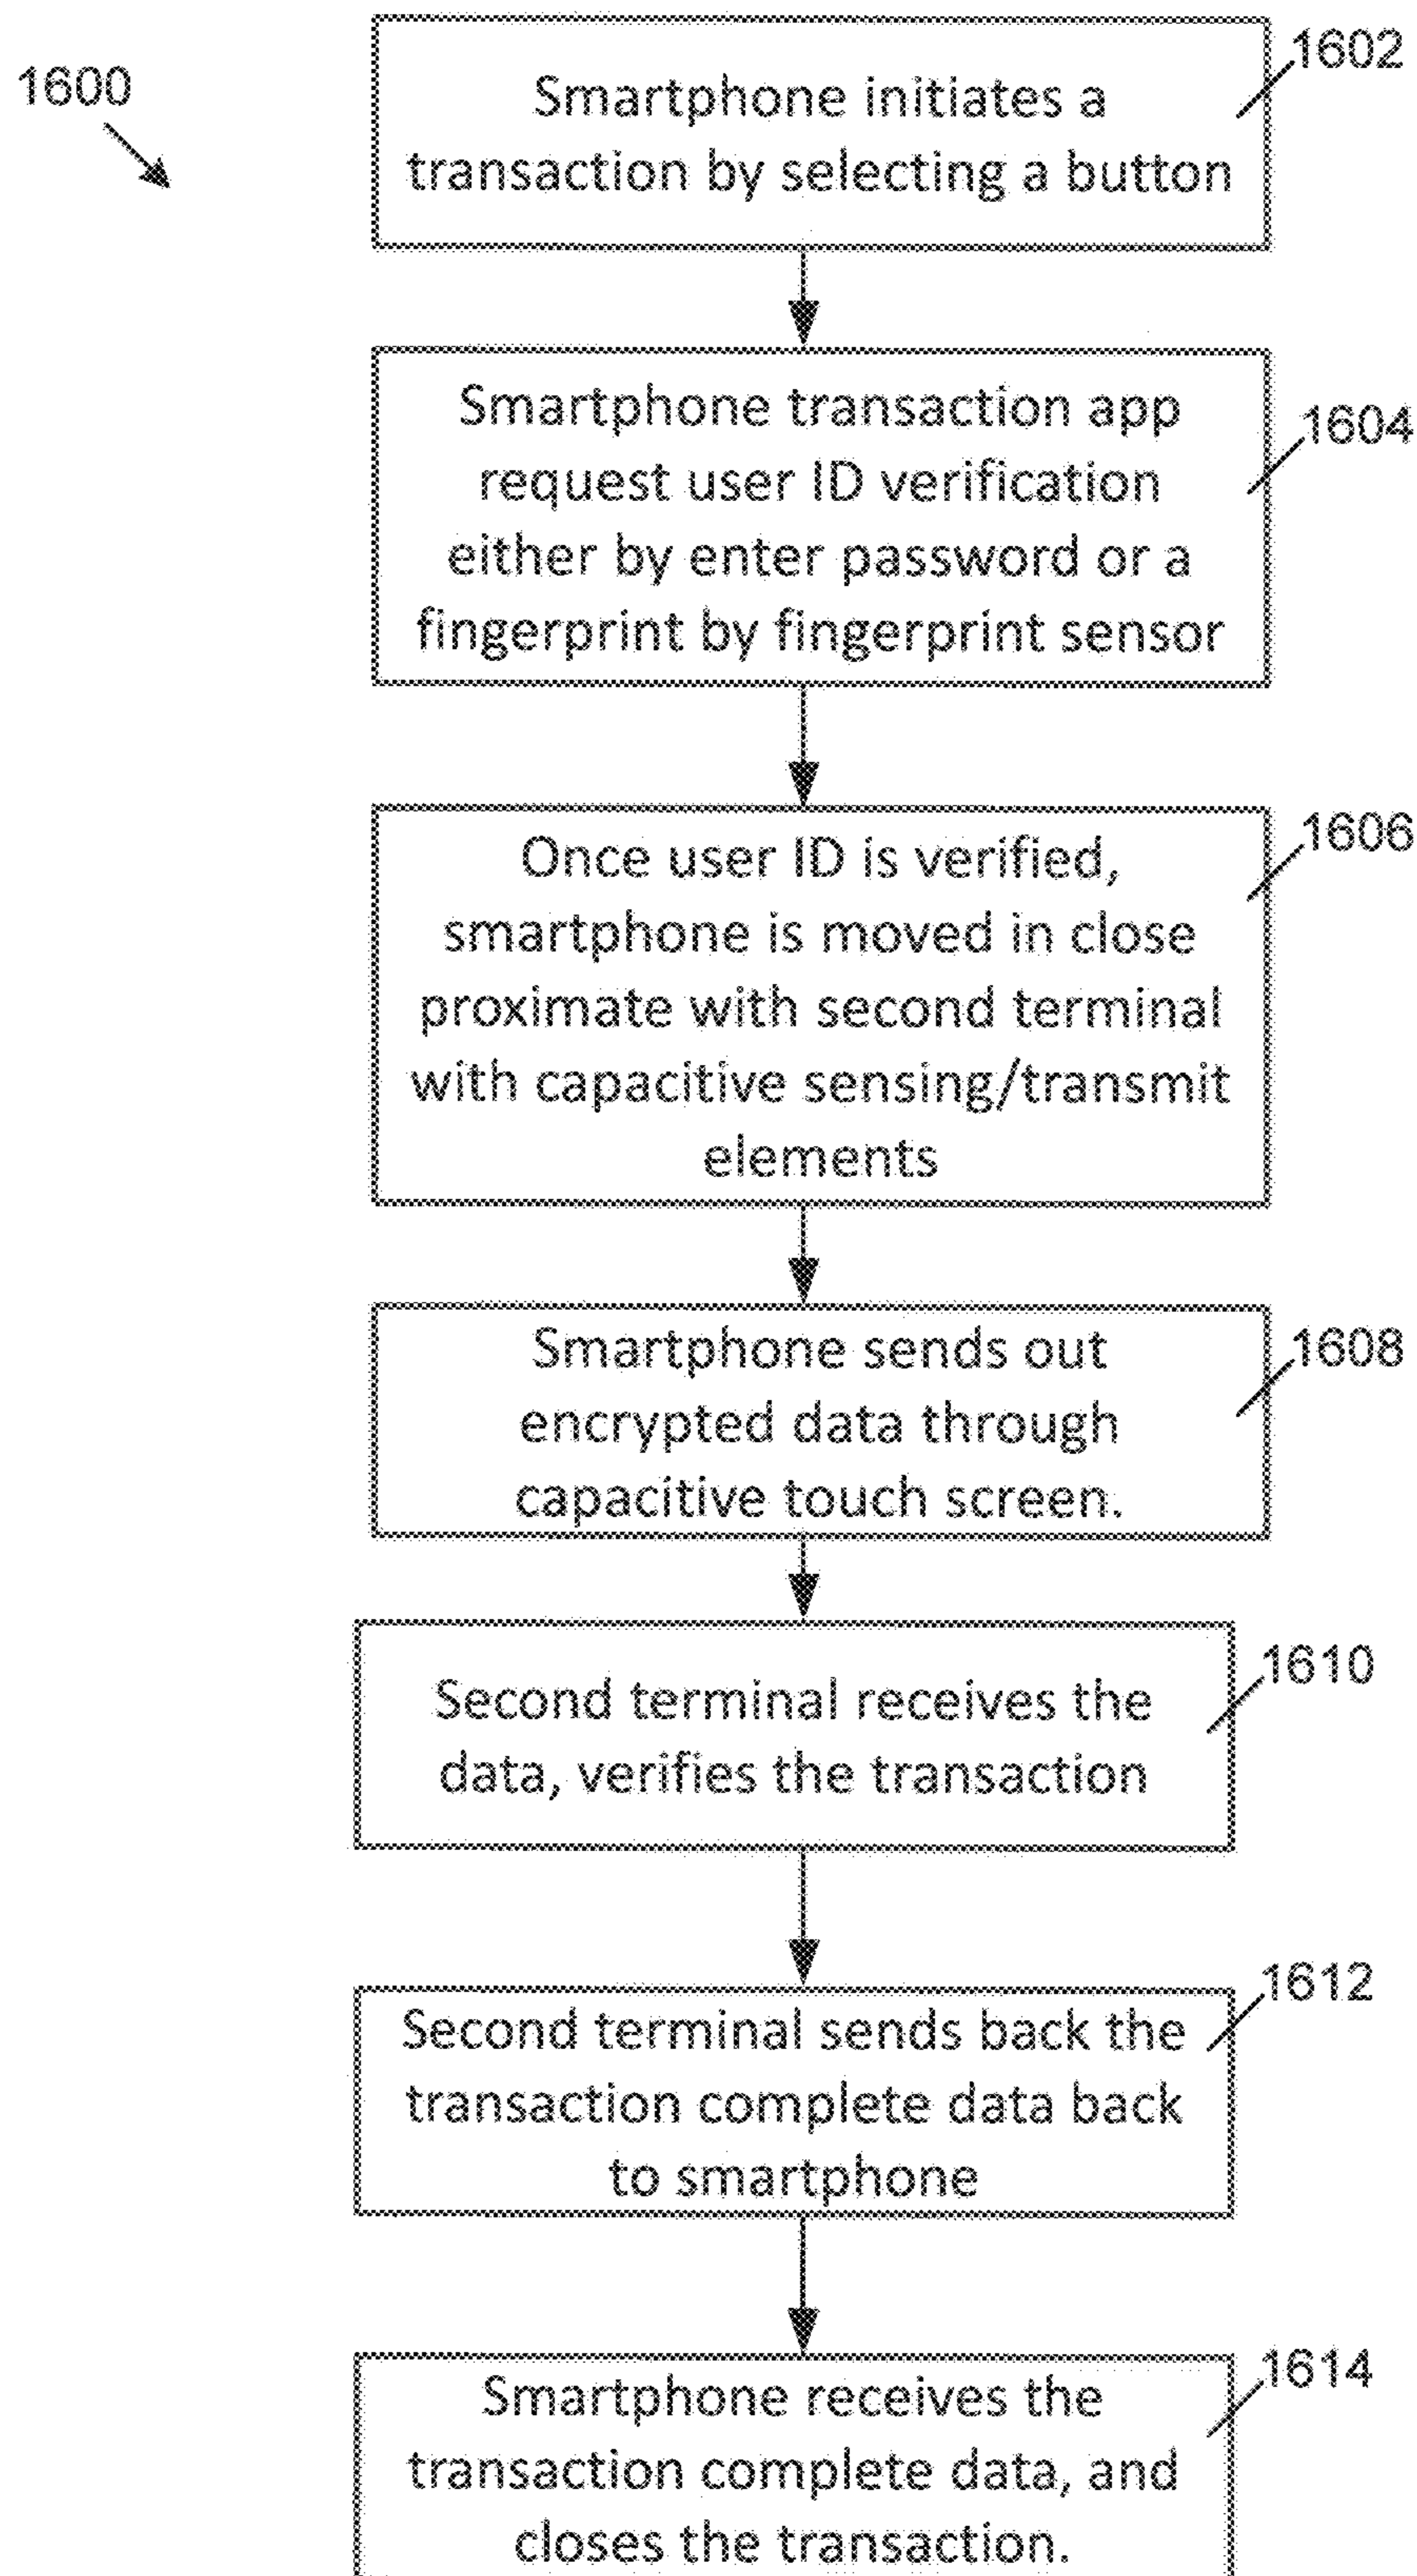 1600
1602
Smartphone initiates a
transaction by selecting a button
1604
Smartphone transaction app
request user ID verification
either by enter password or a
fingerprint by fingerprint sensor
1606
Once user ID is verified,
smartphone is moved in close
proximate with second terminal
with capacitive sensing/transmit
elements
1608
Smartphone sends out
encrypted data through
capacitive touch screen.
1610
Second terminal receives the
data, verifies the transaction
1612
Second terminal sends back the
transaction complete data back
to smartphone
1614
Smartphone receives the
transaction complete data, and
closes the transaction.